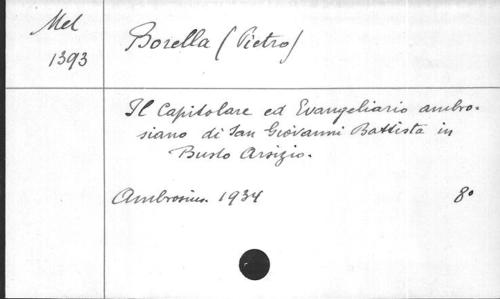 Mel
1393
Borella (Pietro)
Il Capitolare ed Evangeliario ambro-
siano di San Giovanni Battista in
Busto Arsizio.
Ambrosius. 1934 8°